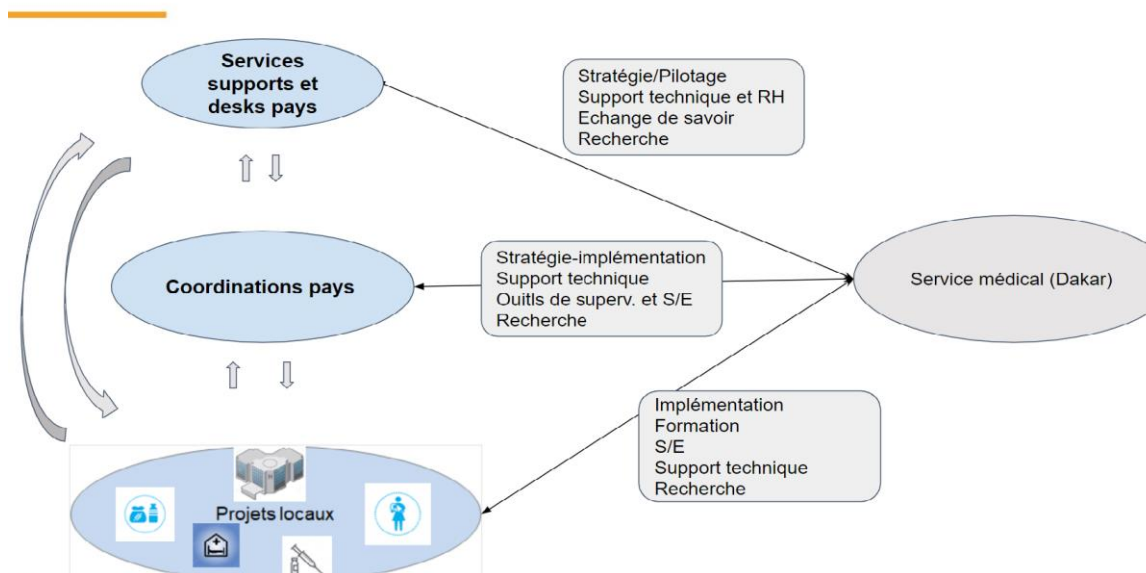 Services
supports et
desks pays
Stratégie/Pilotage
Support technique et RH
Echange de savoir
Recherche
Coordinations pays
Stratégie-implémentation
Support technique
Ouitls de superv. et S/E
Recherche
Service médical (Dakar)
Implémentation
Formation
S/E
Support technique
Recherche
Projets locaux